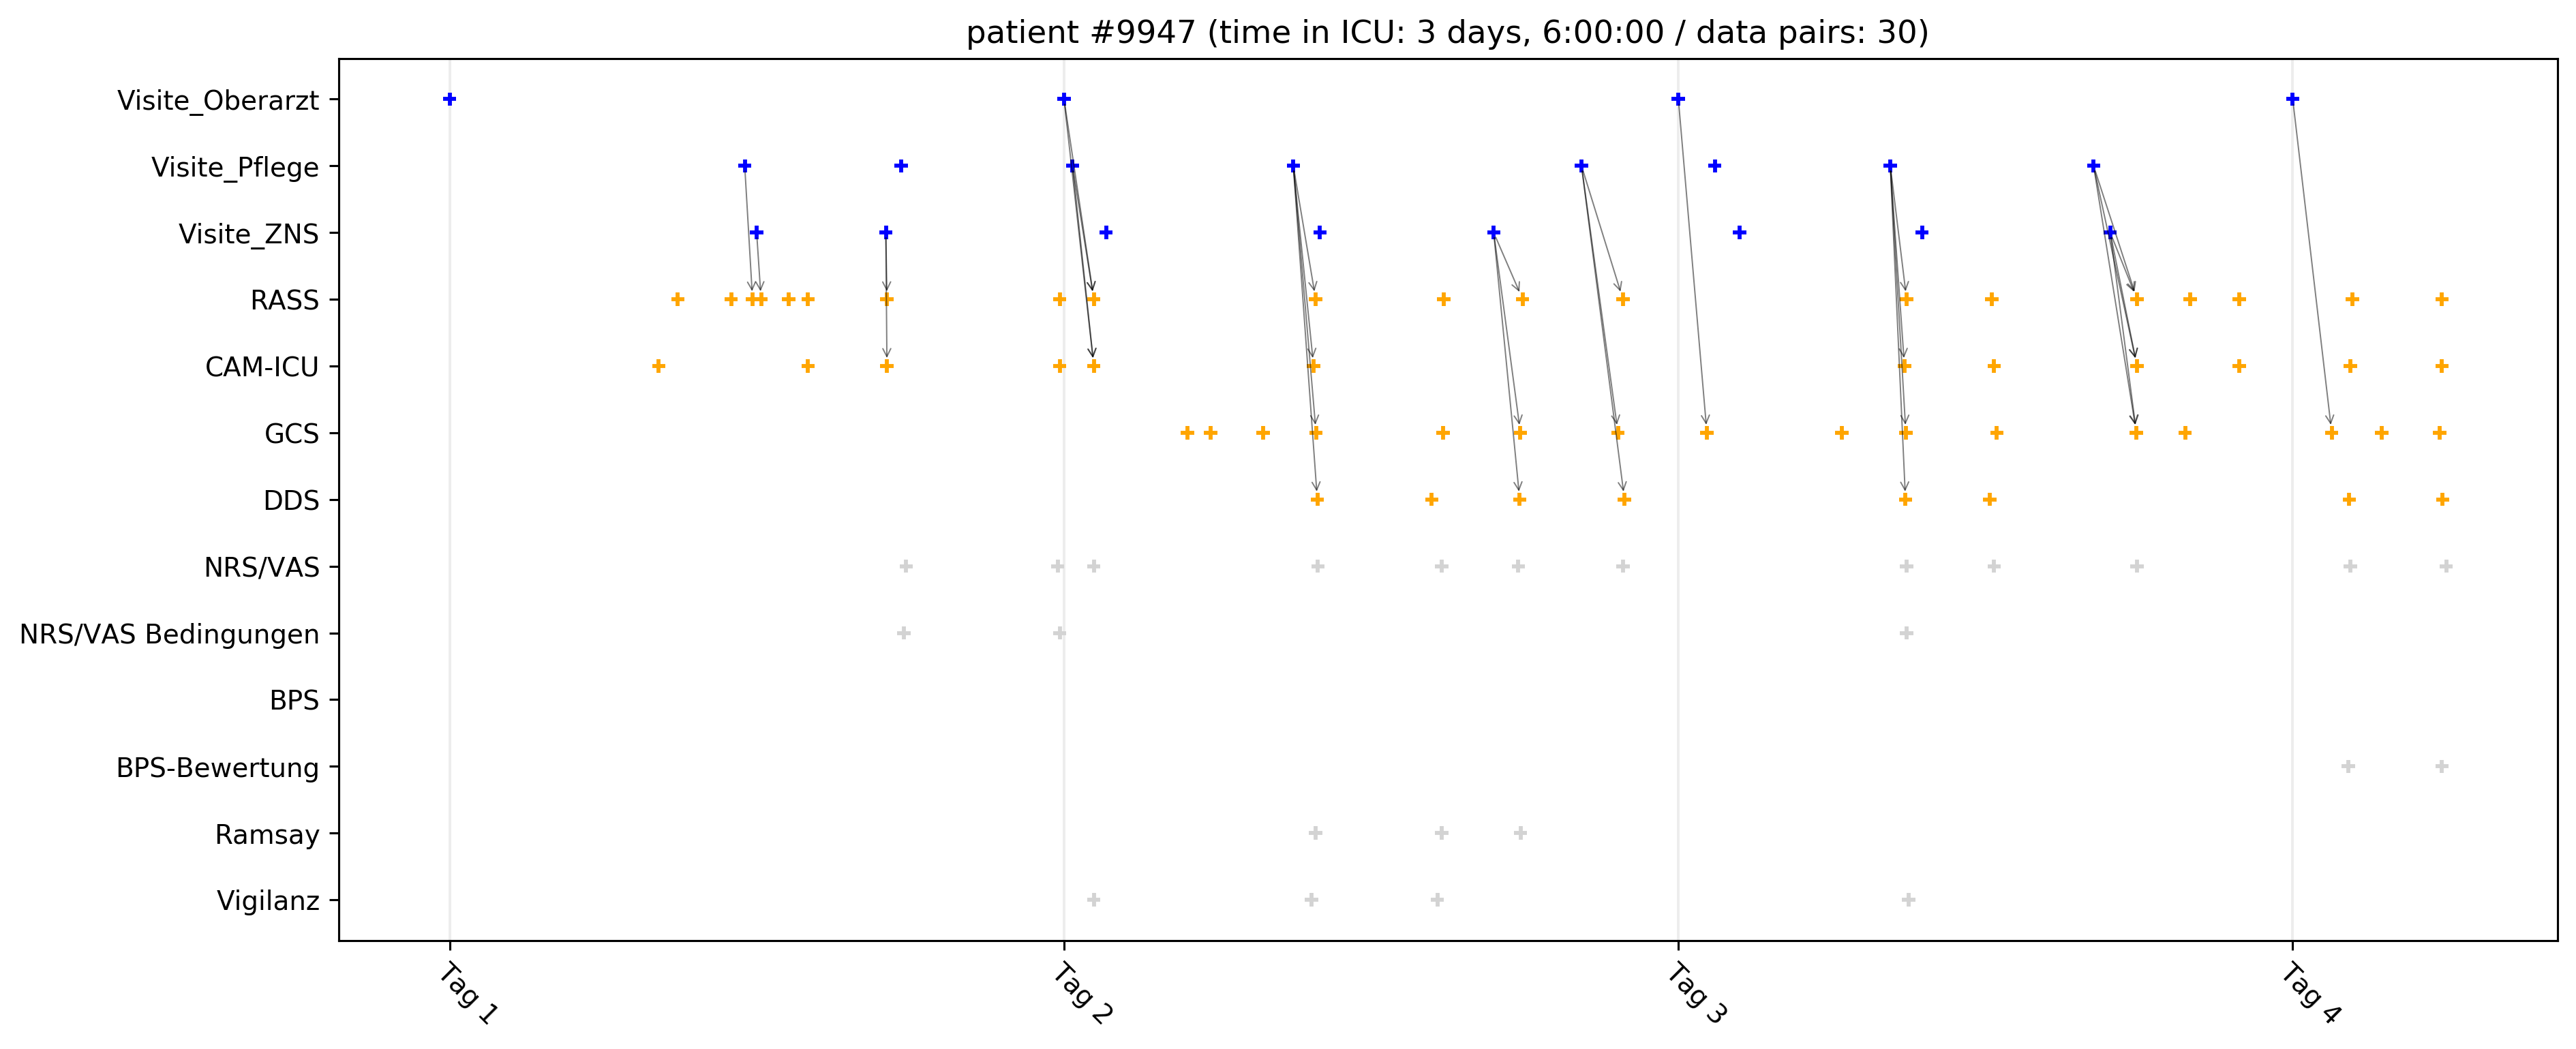 patient #9947 (time in ICU: 3 days, 6:00:00 / data pairs: 30)
Visite_Oberarzt
Visite_Pflege
Visite_ZNS
RASS
CAM-ICU
GCS
DDS
NRS/VAS
NRS/VAS Bedingungen
BPS
BPS-Bewertung
Ramsay
Vigilanz
Tag 1
Tag 2
Tag 3
Tag 4